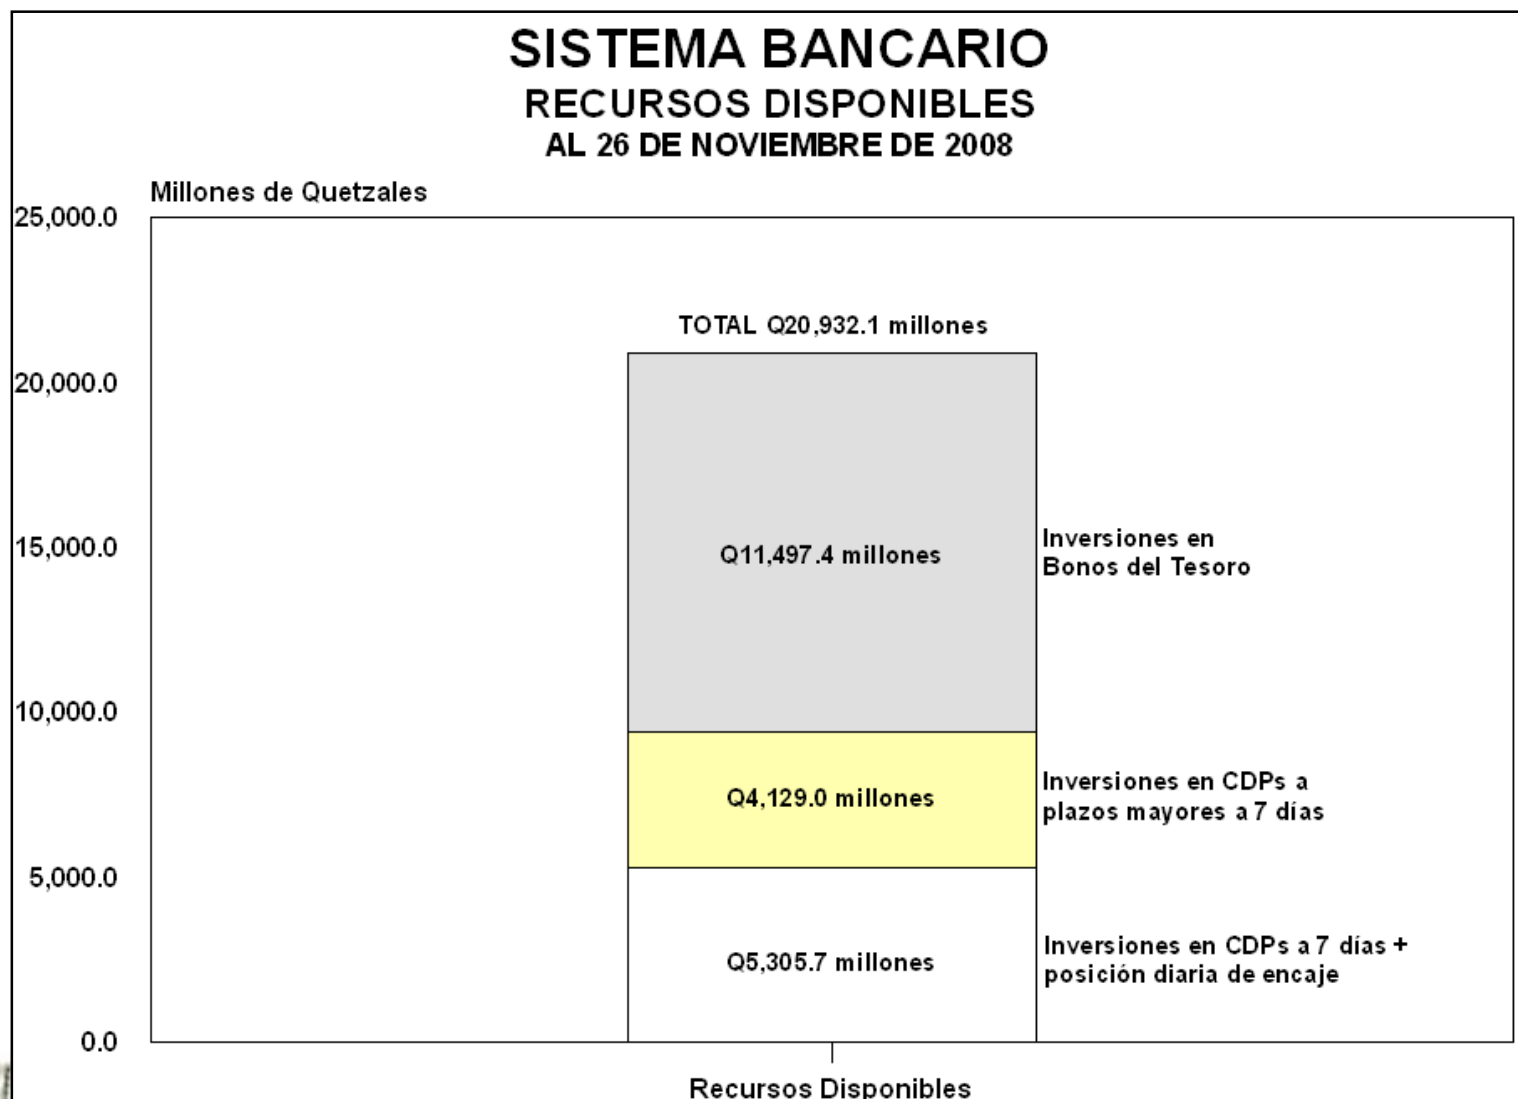 SISTEMA BANCARIO
RECURSOS DISPONIBLES
AL 26 DE NOVIEMBRE DE 2008
Millones de Quetzales
25,000.0
TOTAL Q20,932.1 millones
20,000.0
15,000.0
Q11,497.4 millones
Inversiones en
Bonos del Tesoro
10,000.0
Q4,129.0 millones
Inversiones en CDPs a
plazos mayores a 7 días
5,000.0
Q5,305.7 millones
Inversiones en CDPs a 7 días +
posición diaria de encaje
0.0
Recursos Disponibles